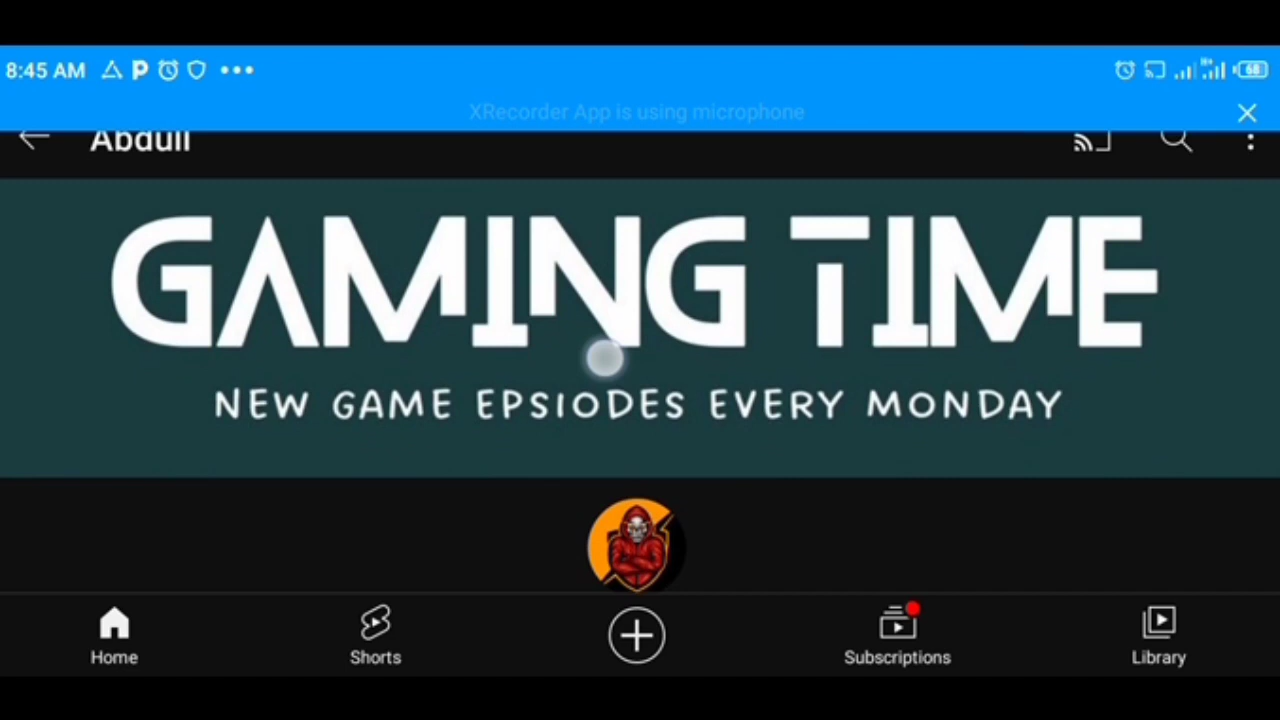 8:45 AM
68
XRecorder App is using microphone
Abdull
GAMING TIME
NEW GAME EPSIODES EVERY MONDAY
Home
Shorts
Subscriptions
Library